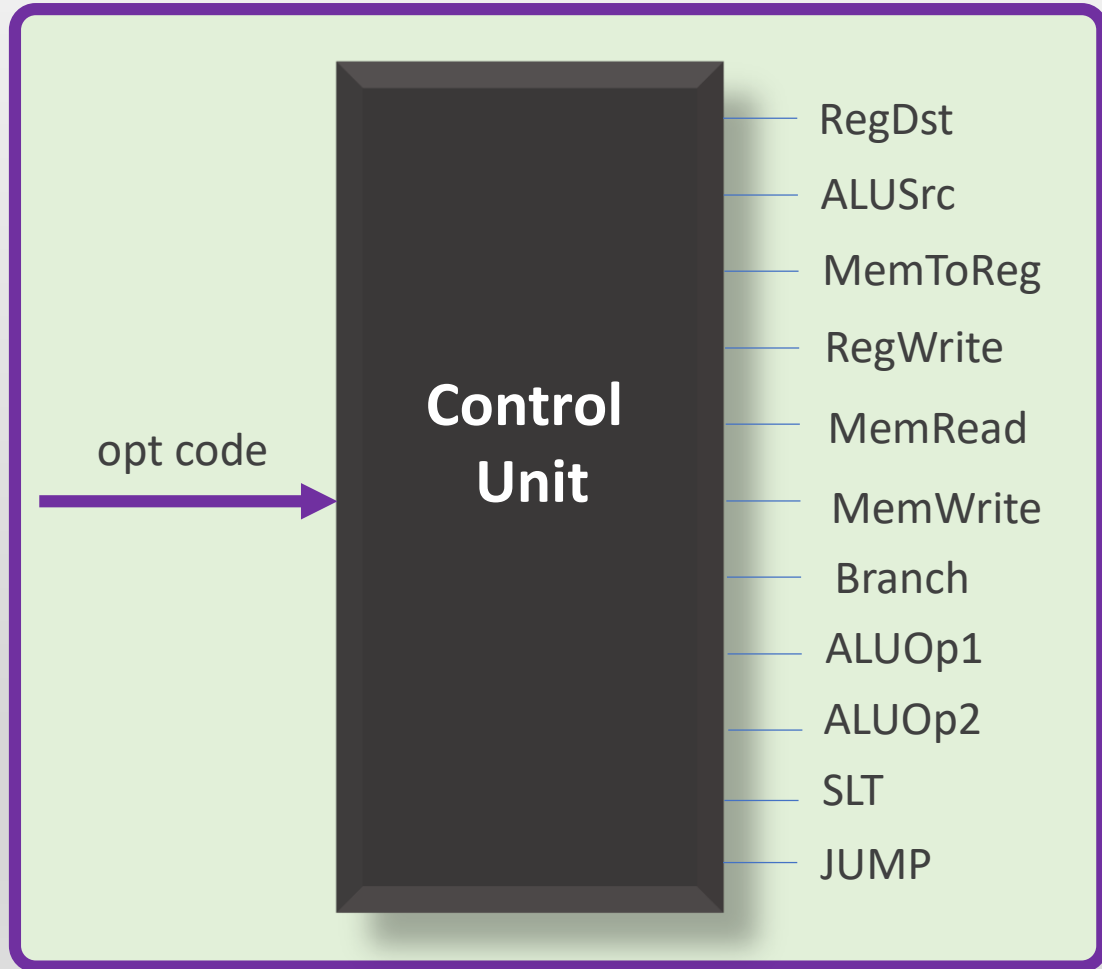 opt code
Control
Unit
RegDst
ALUSrc
MemToReg
RegWrite
MemRead
MemWrite
Branch
ALUOp1
ALUOp2
SLT
JUMP